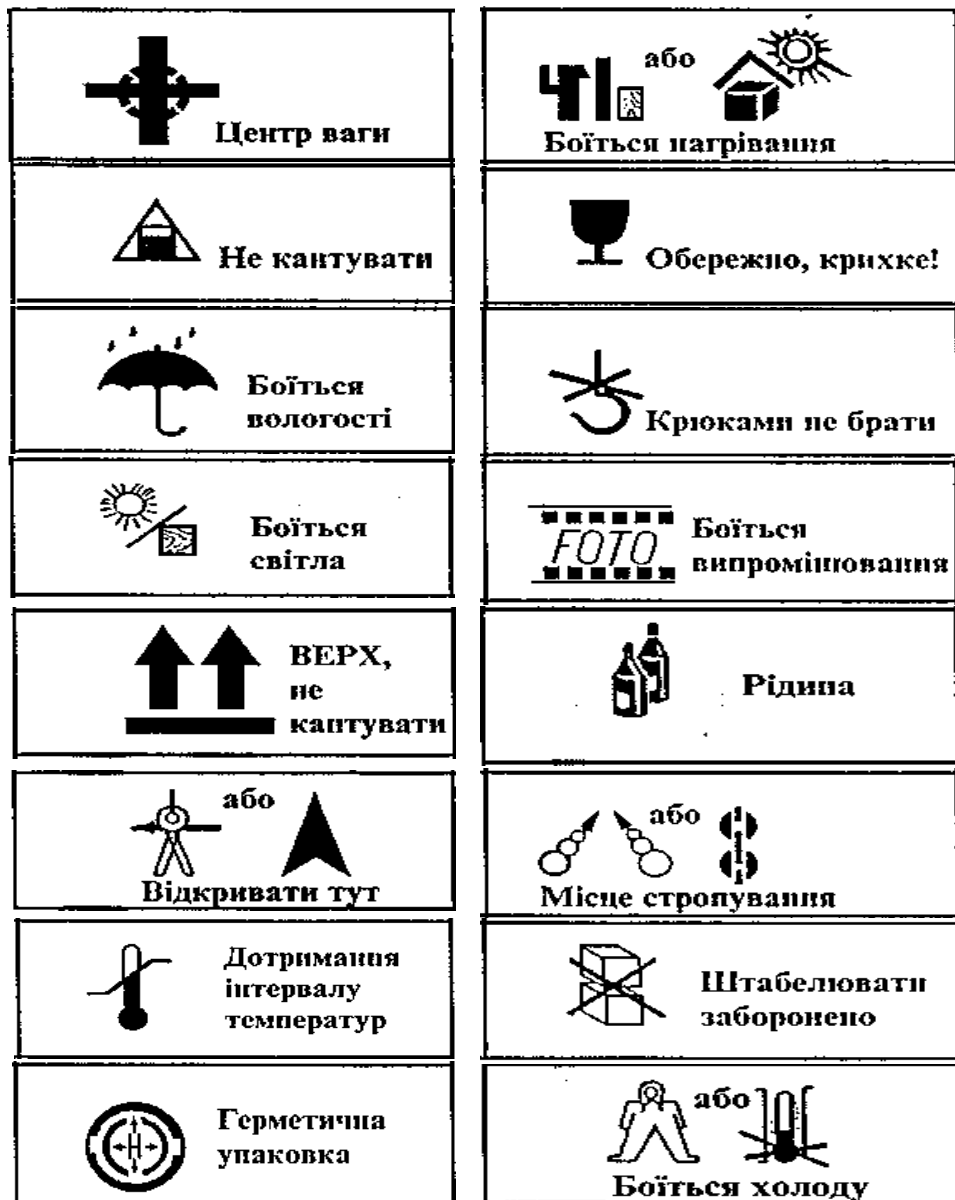 Центр ваги
або
Боїться нагрівання
Не кантувати
Обережно, крихке!
Боїться
вологості
Крюками не брати
Боїться
світла
FOTO
Боїться
випромінювання
ВЕРХ,
не
кантувати
Рідина
або
Відкривати тут
або
Місце стропування
Дотримання
інтервалу
температур
Штабелювати
заборонено
Н
Герметична
упаковка
або
Боїться холоду